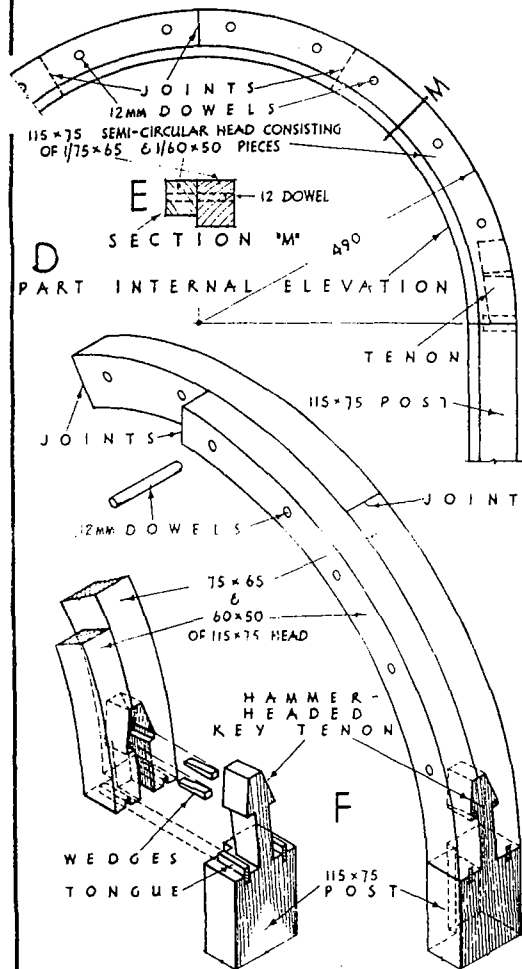 JOINTS
12MM DOWELS
115 x 75 SEMI-CIRCULAR HEAD CONSISTING
OF 1/75 x 65 & 1/60 x 50 PIECES
M
E
12 DOWEL
SECTION "M"
490
D
PART INTERNAL ELEVATION
TENON
115 x 75 POST
JOINTS
JOINT
12MM DOWELS
75 x 65
&
60 x 50
OF 115 x 75 HEAD
HAMMER-
HEADED
KEY TENON
F
WEDGES
TONGUE
115 x 75
POST